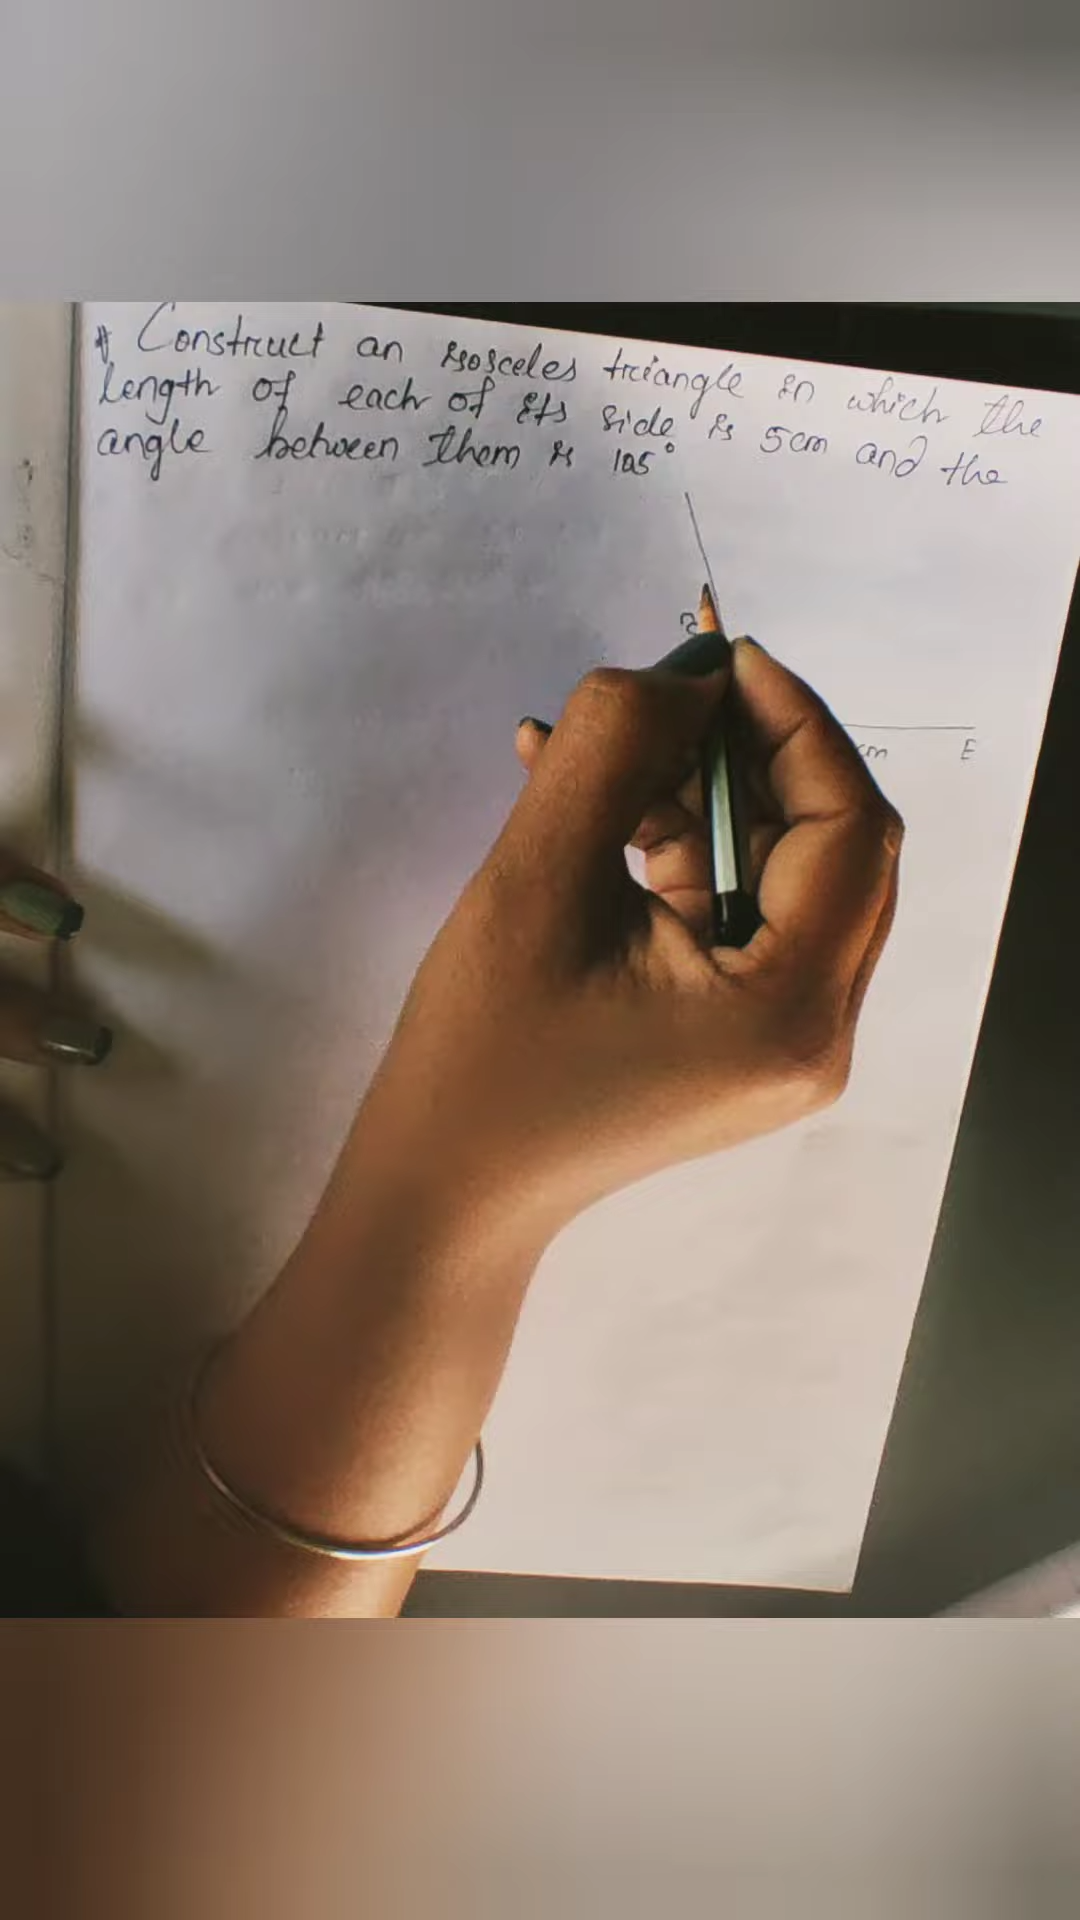 # Construct an isosceles triangle in which the
length of each of its side is 5cm and the
angle between them is 105°
cm E